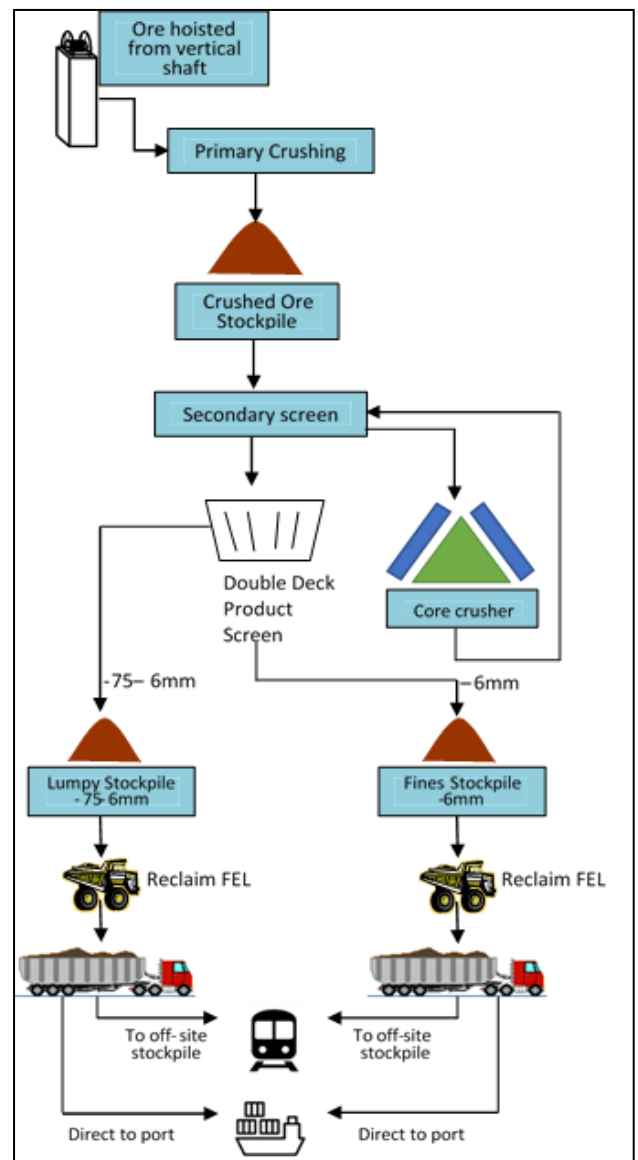 Ore hoisted
from vertical
shaft
Primary Crushing
Crushed Ore
Stockpile
Secondary screen
Double Deck
Product
Screen
Core crusher
-75– 6mm
–6mm
Lumpy Stockpile
-75-6mm
Fines Stockpile
-6mm
Reclaim FEL
Reclaim FEL
To off-site
stockpile
To off-site
stockpile
Direct to port
Direct to port